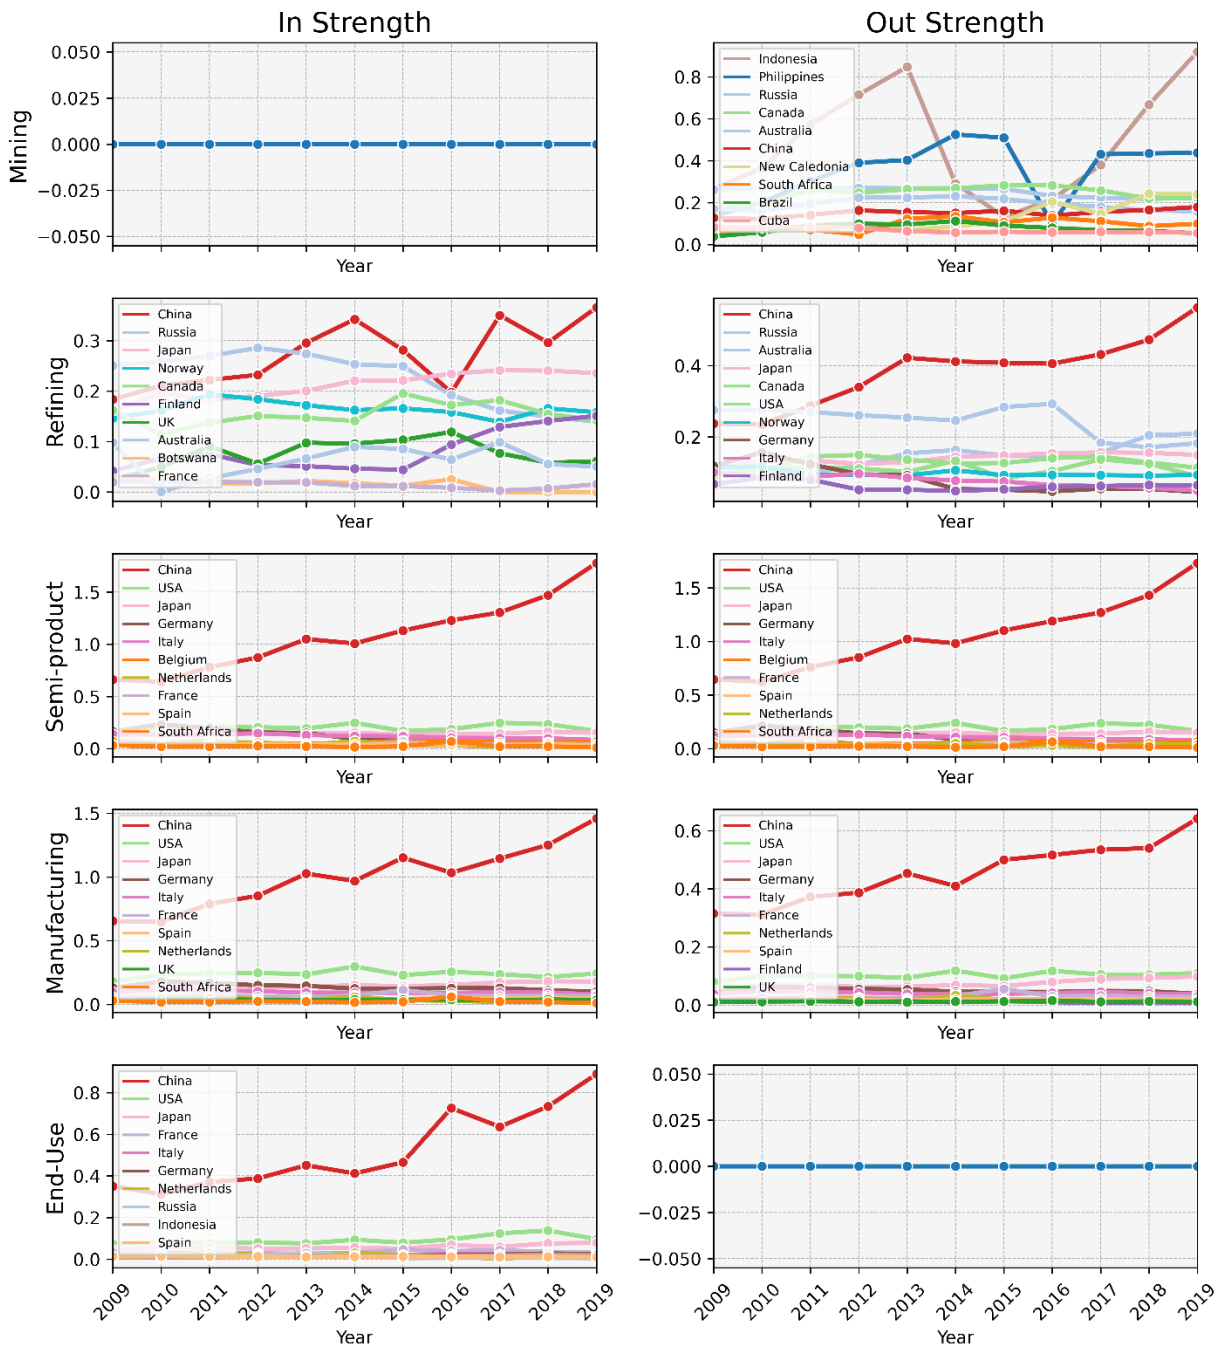 In Strength
Out Strength
Mining
0.050
0.025
0.000
−0.025
−0.050
Year
0.8
0.6
0.4
0.2
0.0
Indonesia
Philippines
Russia
Canada
Australia
China
New Caledonia
South Africa
Brazil
Cuba
Year
Refining
0.3
0.2
0.1
0.0
China
Russia
Japan
Norway
Canada
Finland
UK
Australia
Botswana
France
Year
0.4
0.2
China
Russia
Australia
Japan
Canada
USA
Norway
Germany
Italy
Finland
Year
Semi-product
1.5
1.0
0.5
0.0
China
USA
Japan
Germany
Italy
Belgium
Netherlands
France
Spain
South Africa
Year
1.5
1.0
0.5
0.0
China
USA
Japan
Germany
Italy
Belgium
France
Spain
Netherlands
South Africa
Year
Manufacturing
1.5
1.0
0.5
0.0
China
USA
Japan
Germany
Italy
France
Spain
Netherlands
UK
South Africa
Year
0.6
0.4
0.2
0.0
China
USA
Japan
Germany
Italy
France
Netherlands
Spain
Finland
UK
Year
End-Use
0.8
0.6
0.4
0.2
0.0
China
USA
Japan
France
Italy
Germany
Netherlands
Russia
Indonesia
Spain
2009 2010 2011 2012 2013 2014 2015 2016 2017 2018 2019
Year
0.050
0.025
0.000
−0.025
−0.050
2009 2010 2011 2012 2013 2014 2015 2016 2017 2018 2019
Year